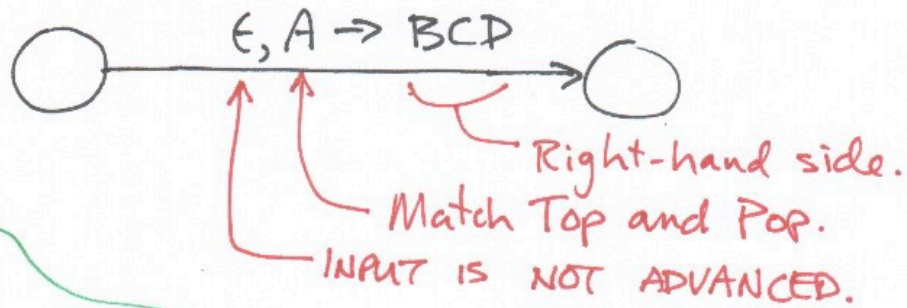 ϵ, A → BCD
Right-hand side.
Match Top and Pop.
INPUT IS NOT ADVANCED.